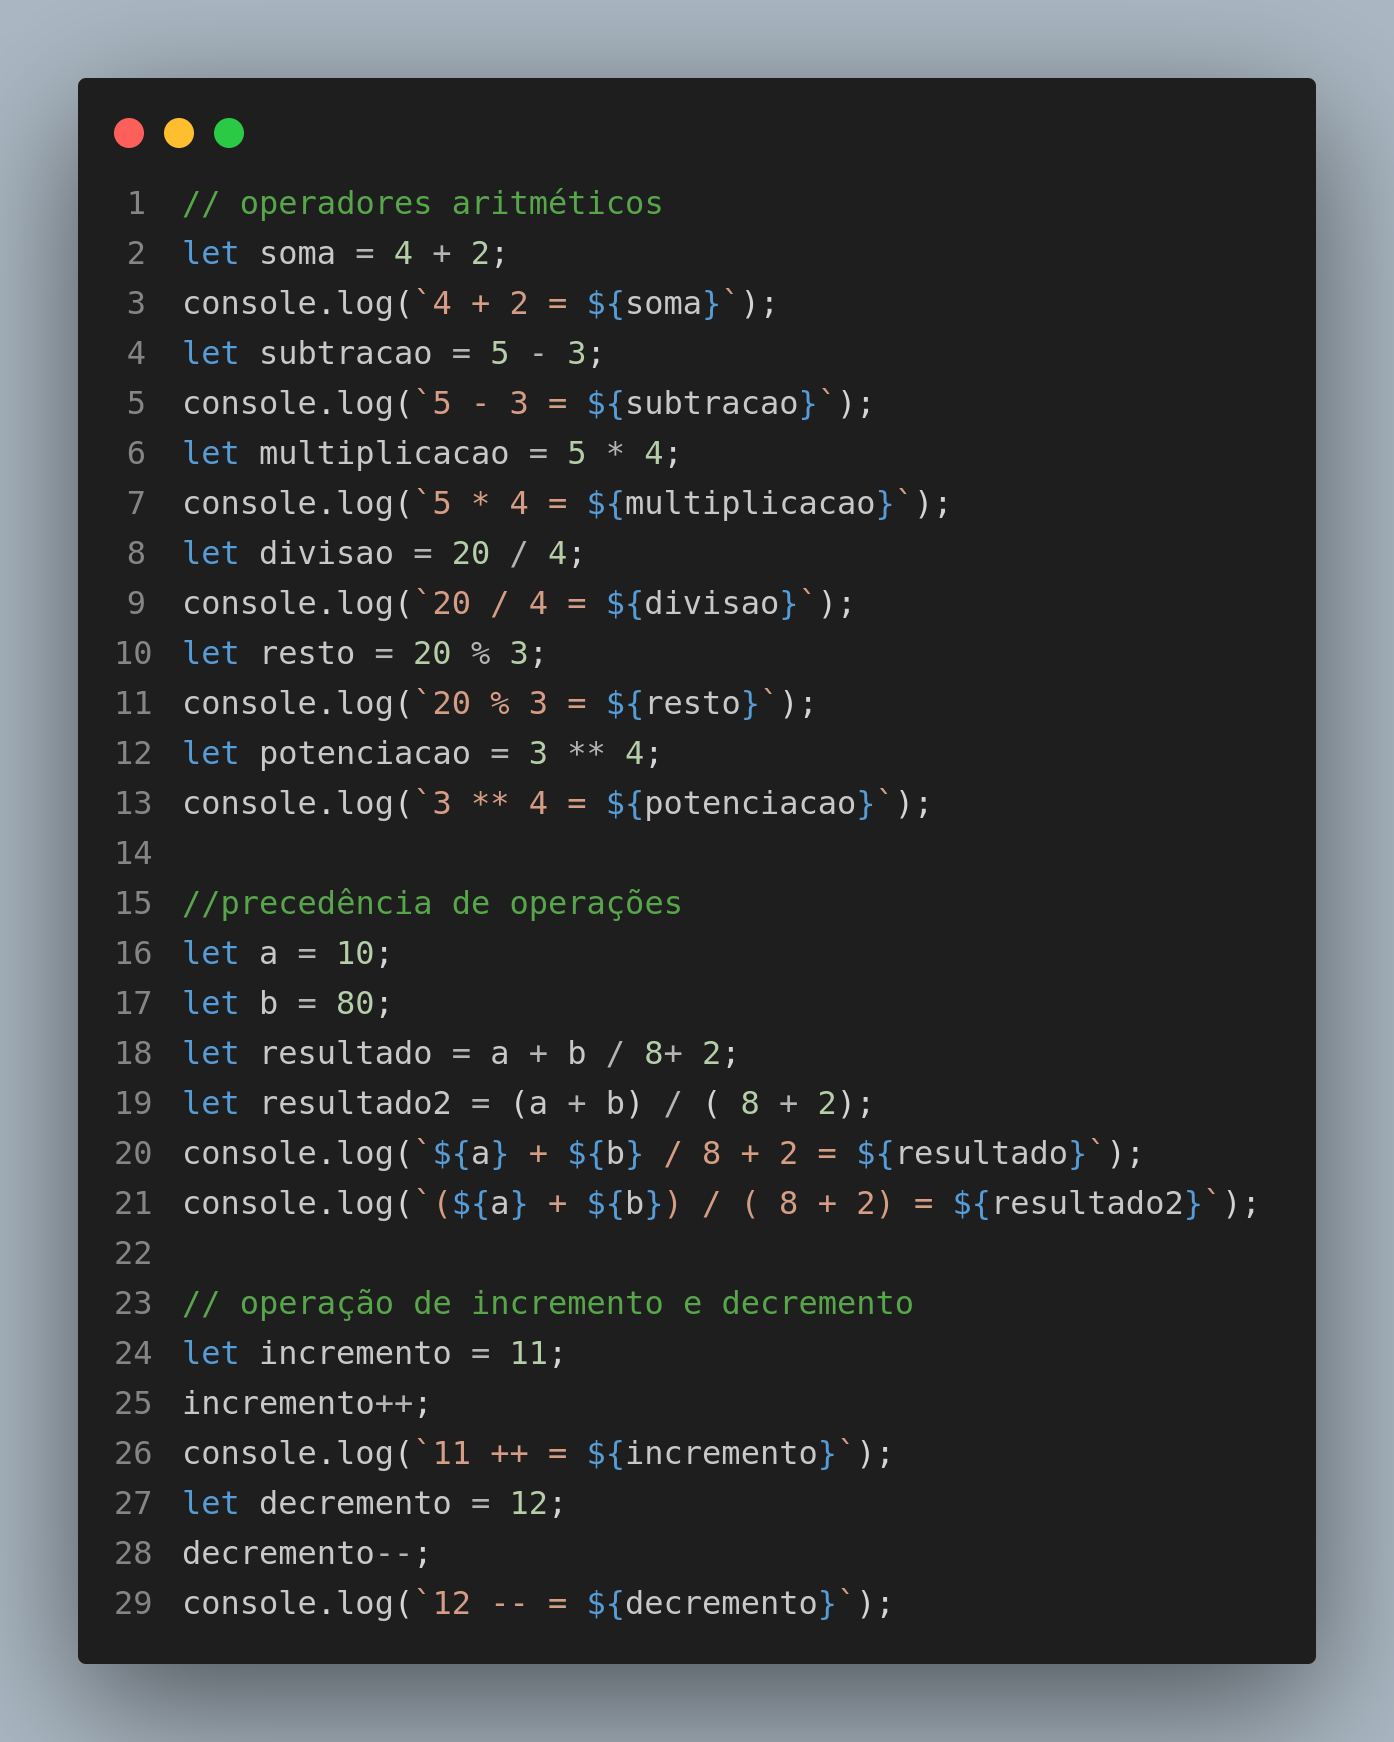 1 // operadores aritméticos
2 let soma = 4 + 2;
3 console.log(`4 + 2 = ${soma}`);
4 let subtracao = 5 - 3;
5 console.log(`5 - 3 = ${subtracao}`);
6 let multiplicacao = 5 * 4;
7 console.log(`5 * 4 = ${multiplicacao}`);
8 let divisao = 20 / 4;
9 console.log(`20 / 4 = ${divisao}`);
10 let resto = 20 % 3;
11 console.log(`20 % 3 = ${resto}`);
12 let potenciacao = 3 ** 4;
13 console.log(`3 ** 4 = ${potenciacao}`);
14
15 //precedência de operações
16 let a = 10;
17 let b = 80;
18 let resultado = a + b / 8+ 2;
19 let resultado2 = (a + b) / ( 8 + 2);
20 console.log(`${a} + ${b} / 8 + 2 = ${resultado}`);
21 console.log(`(${a} + ${b}) / ( 8 + 2) = ${resultado2}`);
22
23 // operação de incremento e decremento
24 let incremento = 11;
25 incremento++;
26 console.log(`11 ++ = ${incremento}`);
27 let decremento = 12;
28 decremento--;
29 console.log(`12 -- = ${decremento}`);